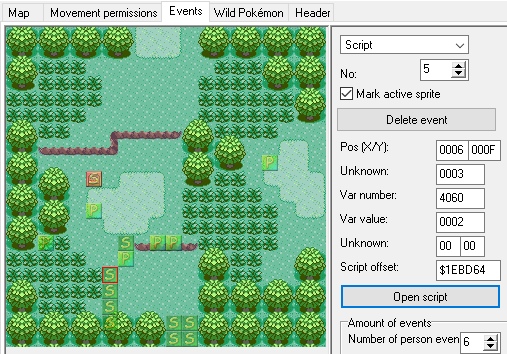 Map Movement permissions Events Wild Pokémon Header
Script
No: 5
Mark active sprite
Delete event
Pos (X/Y): 0006 000F
Unknown: 0003
Var number: 4060
Var value: 0002
Unknown: 00 00
Script offset: $1EBD64
Open script
Amount of events
Number of person even 6
S
P
P
P
S P P
P
S
S
S
S S S
S S S